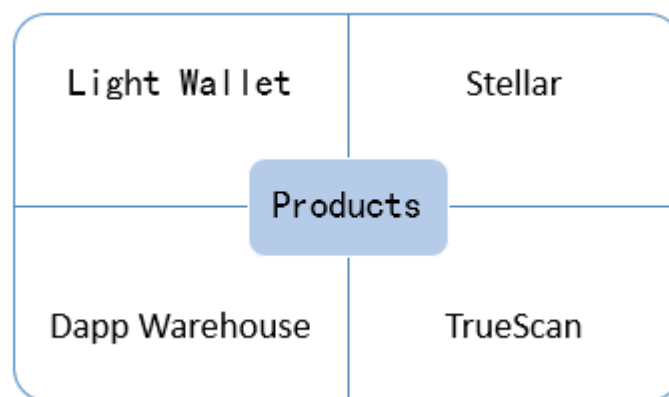 Light Wallet
Stellar
Products
Dapp Warehouse
TrueScan